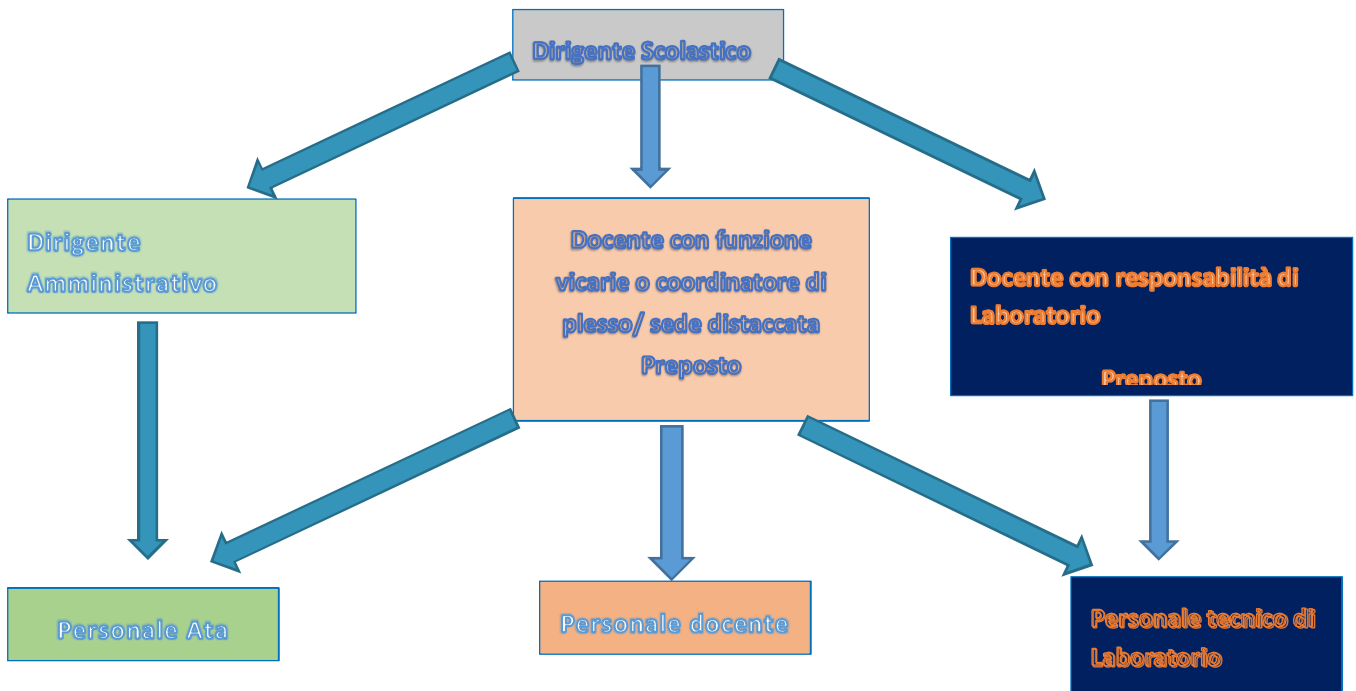 Dirigente Scolastico
Dirigente
Amministrativo
Docente con funzione
vicarie o coordinatore di
plesso/ sede distaccata
Preposto
Docente con responsabilità di
Laboratorio
Preposto
Personale Ata
Personale docente
Personale tecnico di
Laboratorio